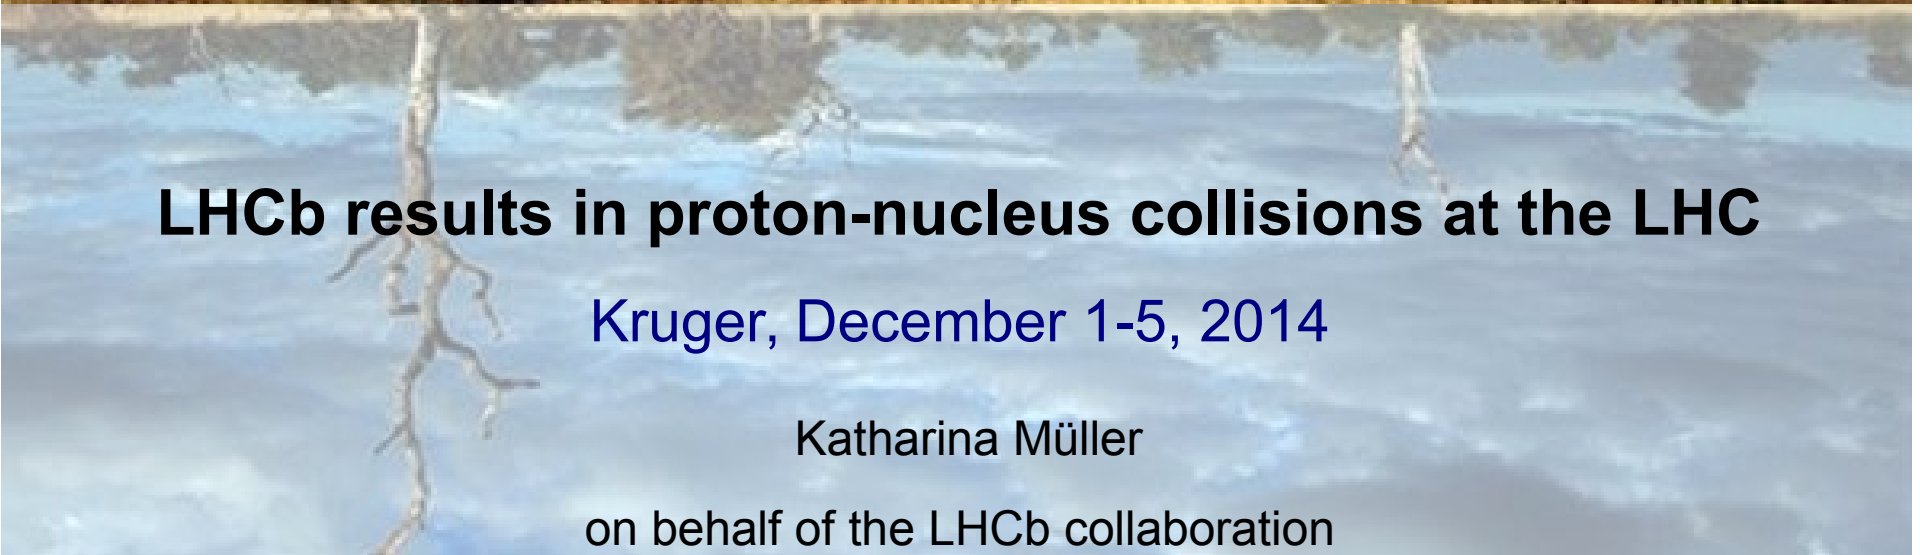 LHCb results in proton-nucleus collisions at the LHC
Kruger, December 1-5, 2014
Katharina Müller
on behalf of the LHCb collaboration